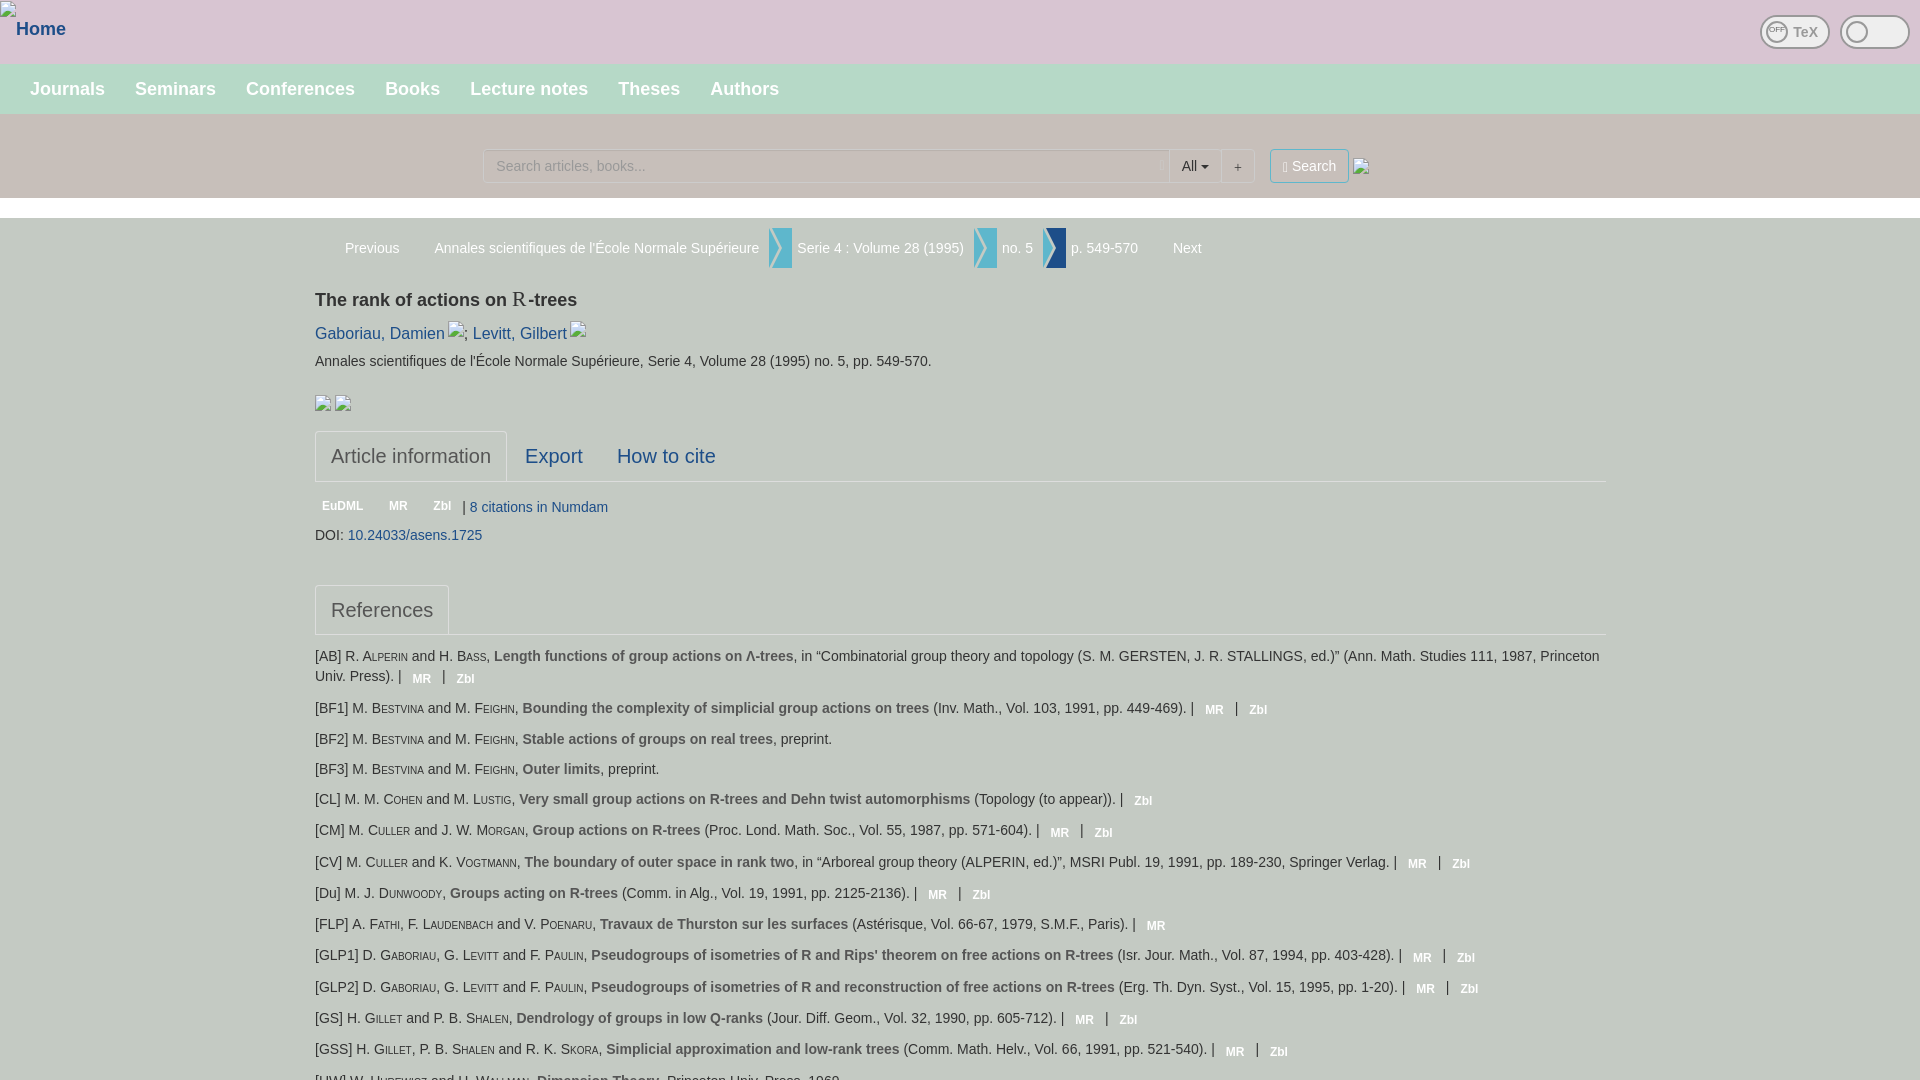 Home
OFF TeX
Journals Seminars Conferences Books Lecture notes Theses Authors
Search articles, books... All + Search
Previous Annales scientifiques de l'École Normale Supérieure Serie 4 : Volume 28 (1995) no. 5 p. 549-570 Next
The rank of actions on R-trees
Gaboriau, Damien ; Levitt, Gilbert
Annales scientifiques de l'École Normale Supérieure, Serie 4, Volume 28 (1995) no. 5, pp. 549-570.
Article information Export How to cite
EuDML MR Zbl | 8 citations in Numdam
DOI: 10.24033/asens.1725
References
[AB] R. Alperin and H. Bass, Length functions of group actions on Λ-trees, in “Combinatorial group theory and topology (S. M. GERSTEN, J. R. STALLINGS, ed.)” (Ann. Math. Studies 111, 1987, Princeton
Univ. Press). | MR | Zbl
[BF1] M. Bestvina and M. Feighn, Bounding the complexity of simplicial group actions on trees (Inv. Math., Vol. 103, 1991, pp. 449-469). | MR | Zbl
[BF2] M. Bestvina and M. Feighn, Stable actions of groups on real trees, preprint.
[BF3] M. Bestvina and M. Feighn, Outer limits, preprint.
[CL] M. M. Cohen and M. Lustig, Very small group actions on R-trees and Dehn twist automorphisms (Topology (to appear)). | Zbl
[CM] M. Culler and J. W. Morgan, Group actions on R-trees (Proc. Lond. Math. Soc., Vol. 55, 1987, pp. 571-604). | MR | Zbl
[CV] M. Culler and K. Vogtmann, The boundary of outer space in rank two, in “Arboreal group theory (ALPERIN, ed.)”, MSRI Publ. 19, 1991, pp. 189-230, Springer Verlag. | MR | Zbl
[Du] M. J. Dunwoody, Groups acting on R-trees (Comm. in Alg., Vol. 19, 1991, pp. 2125-2136). | MR | Zbl
[FLP] A. Fathi, F. Laudenbach and V. Poenaru, Travaux de Thurston sur les surfaces (Astérisque, Vol. 66-67, 1979, S.M.F., Paris). | MR
[GLP1] D. Gaboriau, G. Levitt and F. Paulin, Pseudogroups of isometries of R and Rips' theorem on free actions on R-trees (Isr. Jour. Math., Vol. 87, 1994, pp. 403-428). | MR | Zbl
[GLP2] D. Gaboriau, G. Levitt and F. Paulin, Pseudogroups of isometries of R and reconstruction of free actions on R-trees (Erg. Th. Dyn. Syst., Vol. 15, 1995, pp. 1-20). | MR | Zbl
[GS] H. Gillet and P. B. Shalen, Dendrology of groups in low Q-ranks (Jour. Diff. Geom., Vol. 32, 1990, pp. 605-712). | MR | Zbl
[GSS] H. Gillet, P. B. Shalen and R. K. Skora, Simplicial approximation and low-rank trees (Comm. Math. Helv., Vol. 66, 1991, pp. 521-540). | MR | Zbl
[HW] W. Hurewicz and H. Wallman, Dimension Theory, Princeton Univ. Press, 1969.